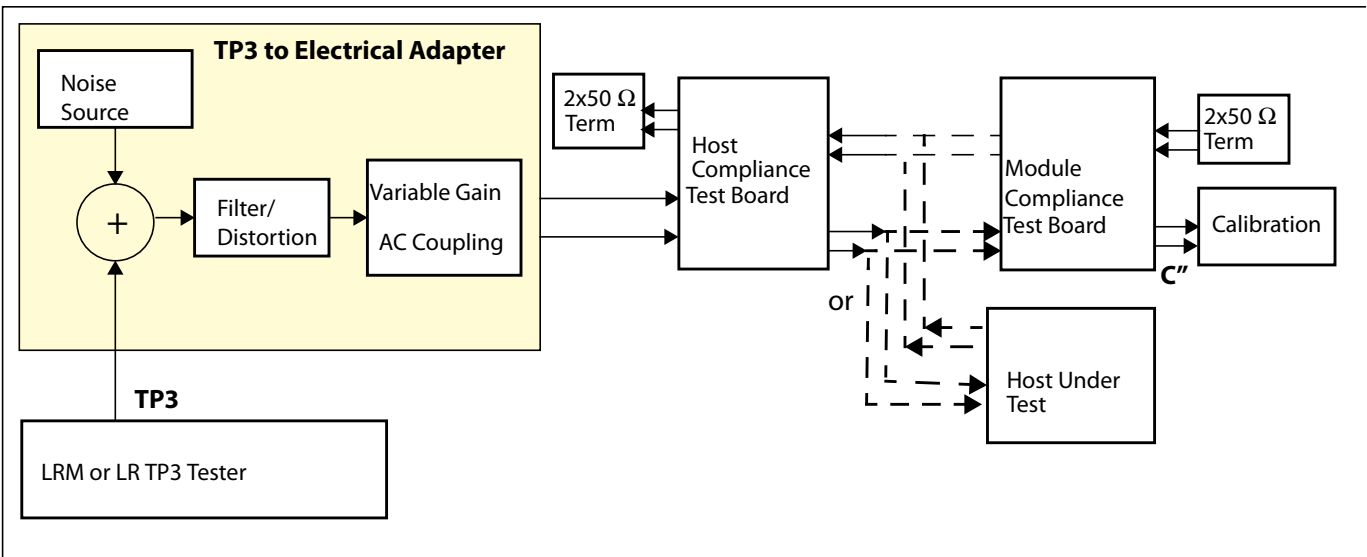 TP3 to Electrical Adapter
Noise
Source
+
Filter/
Distortion
Variable Gain
AC Coupling
TP3
LRM or LR TP3 Tester
2x50 Ω
Term
Host
Compliance
Test Board
or
Module
Compliance
Test Board
2x50 Ω
Term
Calibration
C”
Host Under
Test